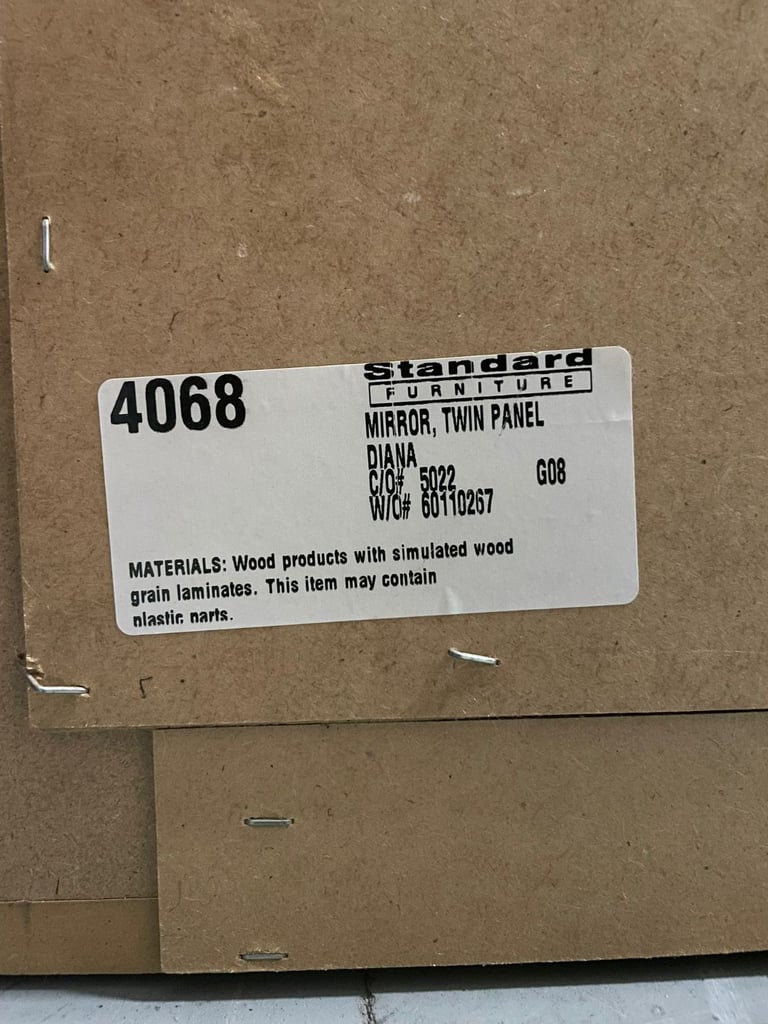 4068
Standard
FURNITURE
MIRROR, TWIN PANEL
DIANA
C/O# 5022 G08
W/O# 60110267
MATERIALS: Wood products with simulated wood
grain laminates. This item may contain
plastic parts.